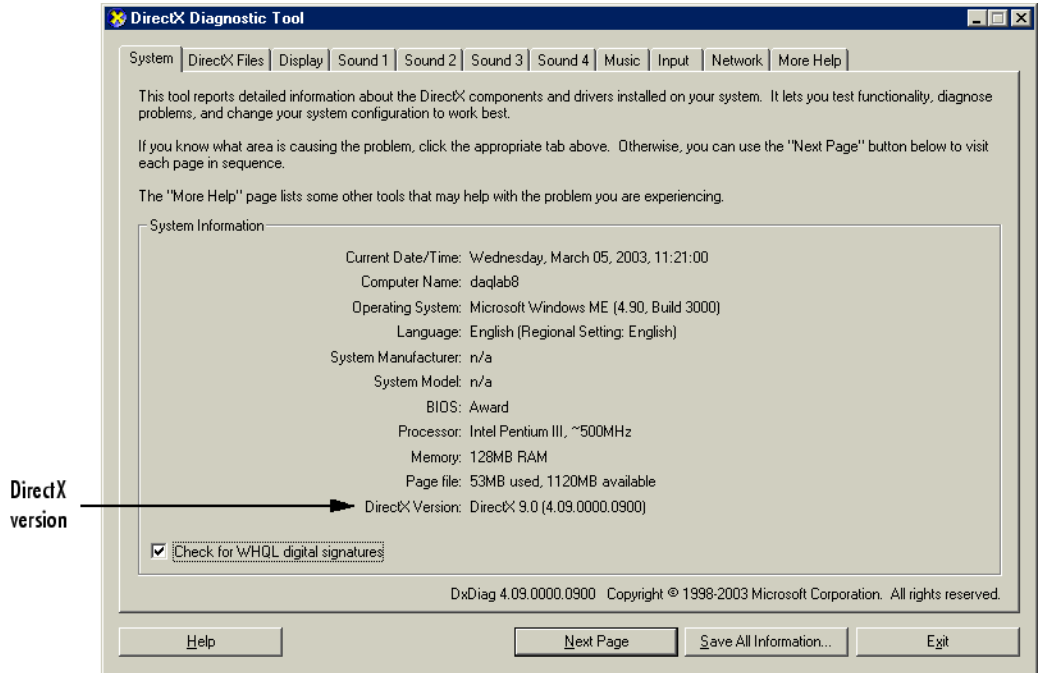 DirectX Diagnostic Tool
System DirectX Files Display Sound 1 Sound 2 Sound 3 Sound 4 Music Input Network More Help
This tool reports detailed information about the DirectX components and drivers installed on your system. It lets you test functionality, diagnose
problems, and change your system configuration to work best.
If you know what area is causing the problem, click the appropriate tab above. Otherwise, you can use the "Next Page" button below to visit
each page in sequence.
The "More Help" page lists some other tools that may help with the problem you are experiencing.
System Information
Current Date/Time: Wednesday, March 05, 2003, 11:21:00
Computer Name: daqlab8
Operating System: Microsoft Windows ME (4.90, Build 3000)
Language: English (Regional Setting: English)
System Manufacturer: n/a
System Model: n/a
BIOS: Award
Processor: Intel Pentium III, ~500MHz
Memory: 128MB RAM
Page file: 53MB used, 1120MB available
DirectX Version: DirectX 9.0 (4.09.0000.0900)
DirectX
version
Check for WHQL digital signatures
DxDiag 4.09.0000.0900 Copyright © 1998-2003 Microsoft Corporation. All rights reserved.
Help Next Page Save All Information... Exit